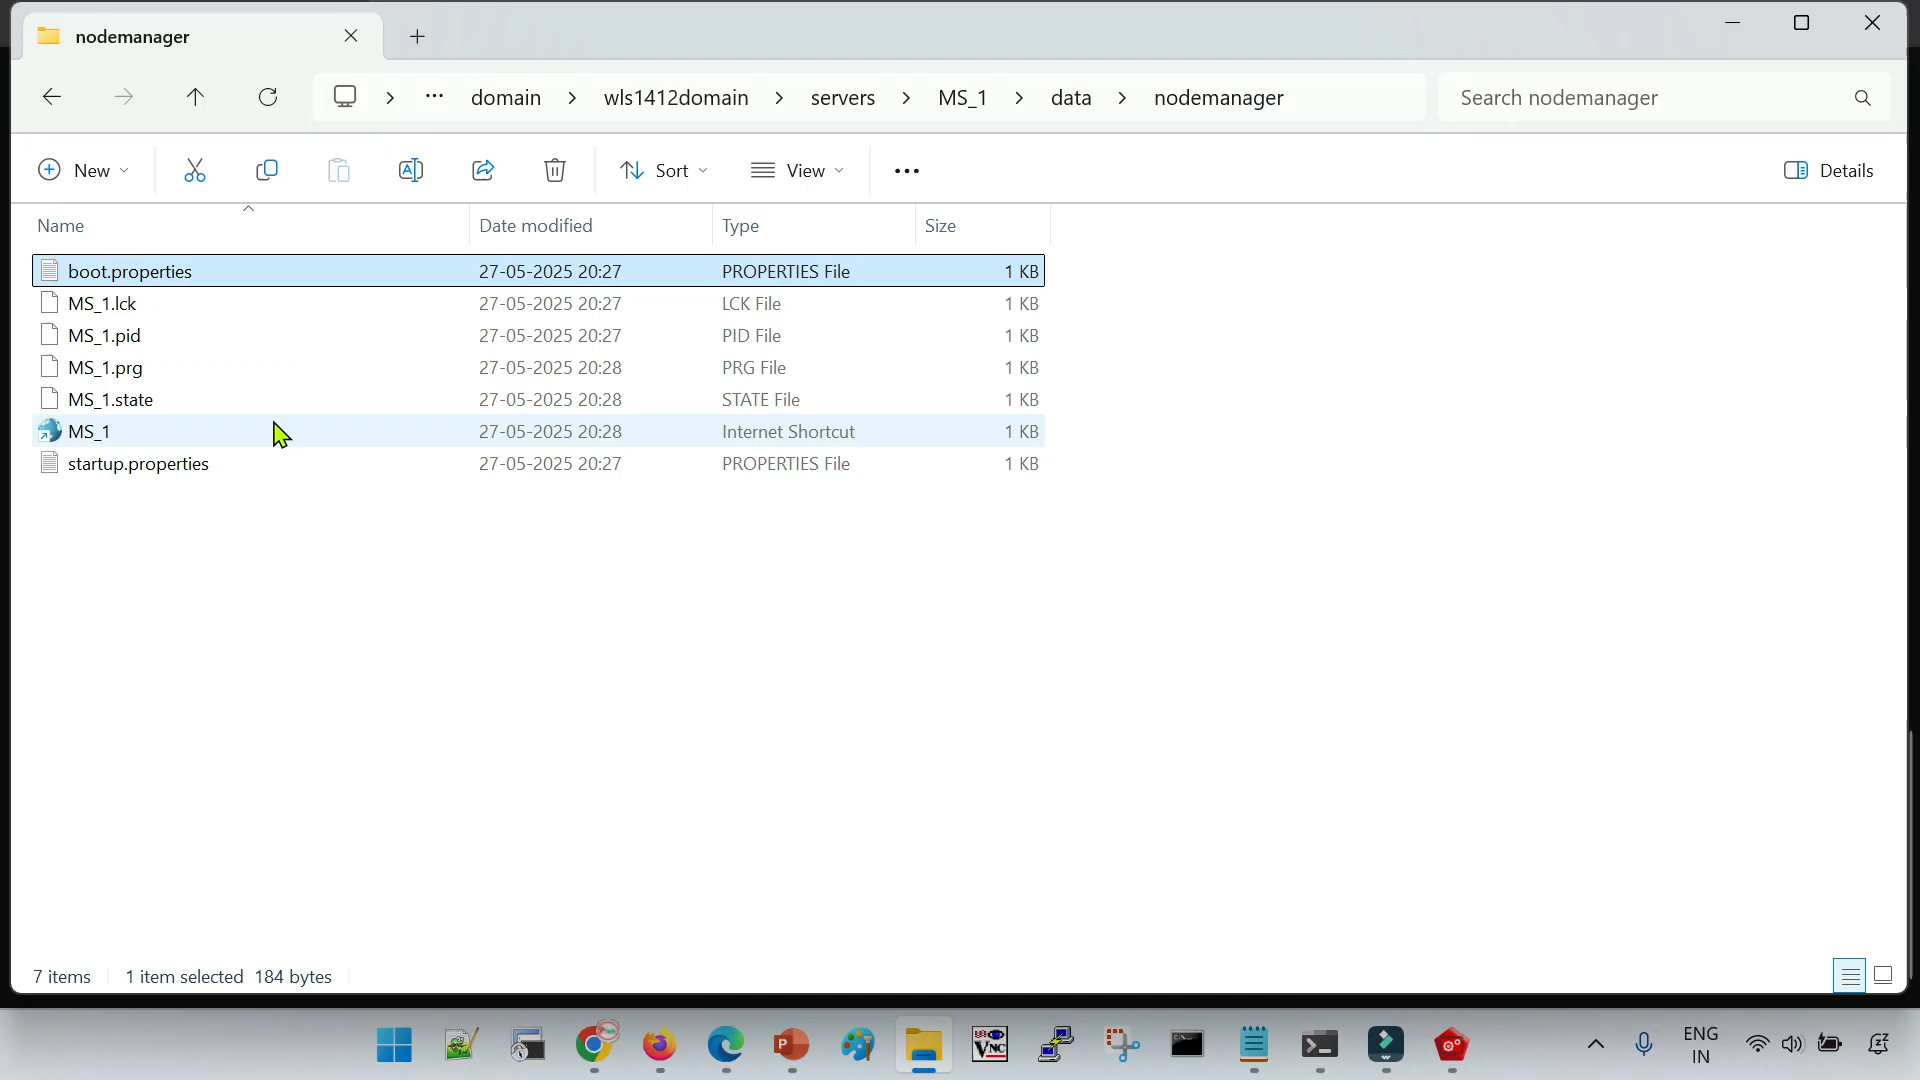 nodemanager
domain > wls1412domain > servers > MS_1 > data > nodemanager
Search nodemanager
New
Sort
View
Details
Name Date modified Type Size
boot.properties 27-05-2025 20:27 PROPERTIES File 1 KB
MS_1.lck 27-05-2025 20:27 LCK File 1 KB
MS_1.pid 27-05-2025 20:27 PID File 1 KB
MS_1.prg 27-05-2025 20:28 PRG File 1 KB
MS_1.state 27-05-2025 20:28 STATE File 1 KB
MS_1 27-05-2025 20:28 Internet Shortcut 1 KB
startup.properties 27-05-2025 20:27 PROPERTIES File 1 KB
7 items 1 item selected 184 bytes
ENG
IN